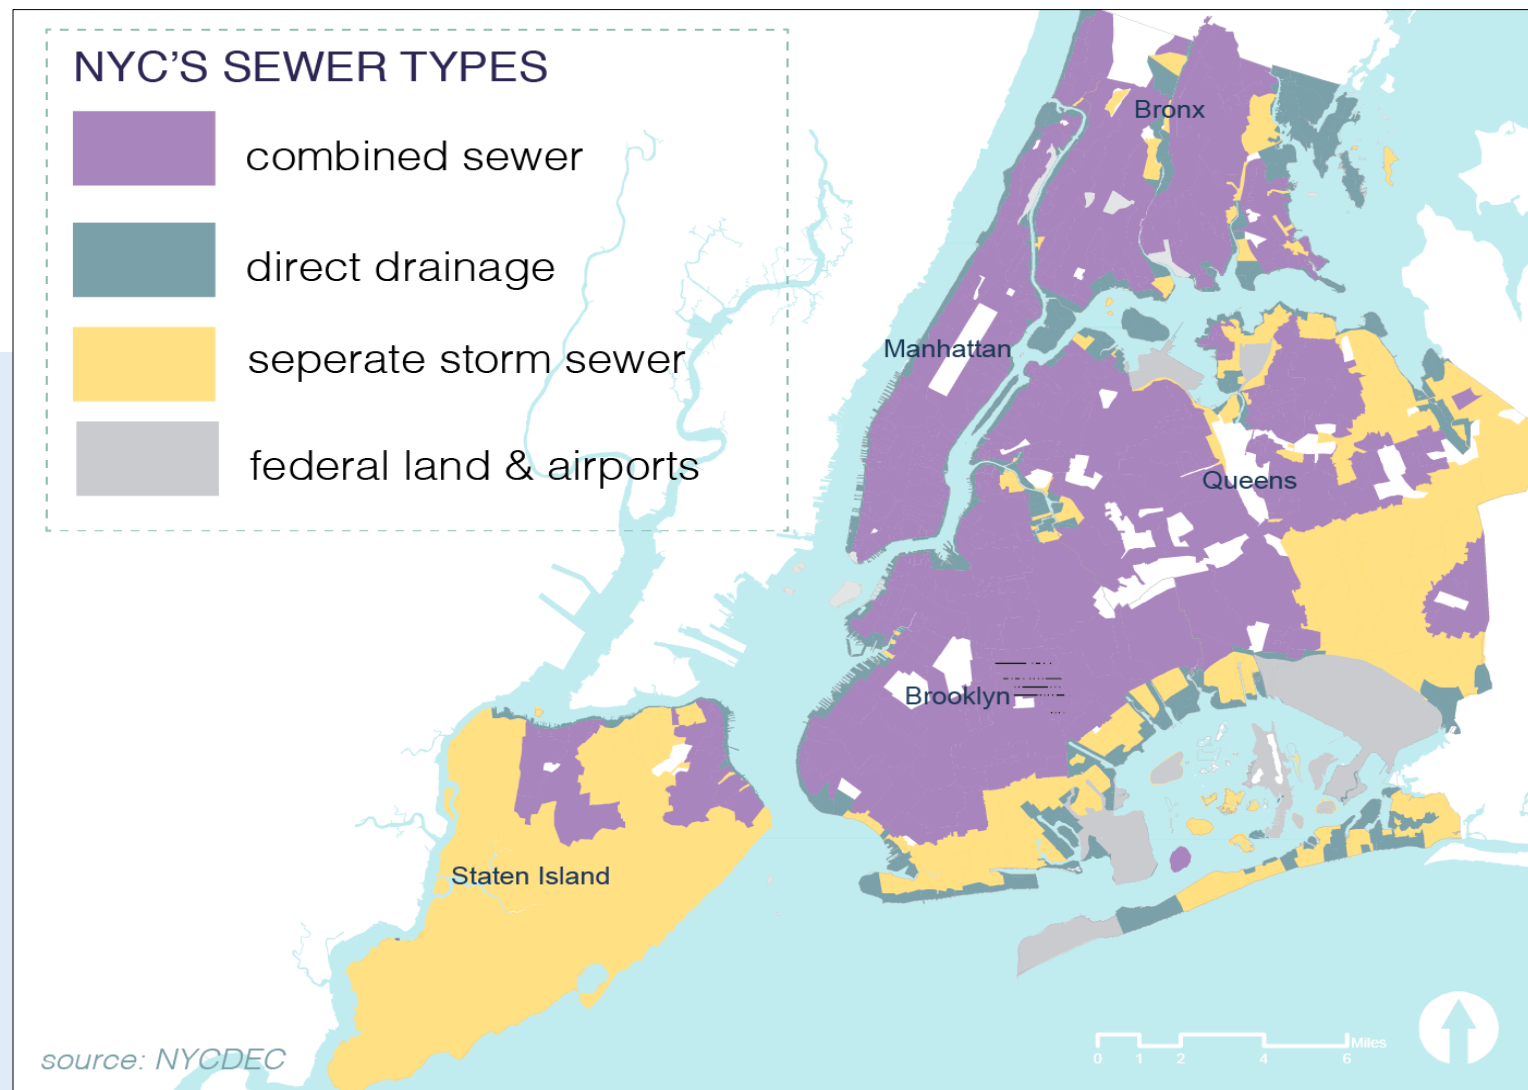 NYC'S SEWER TYPES
combined sewer
direct drainage
seperate storm sewer
federal land & airports
Bronx
Manhattan
Queens
Brooklyn
Staten Island
source: NYCDEC
0 1 2 4 6 Miles